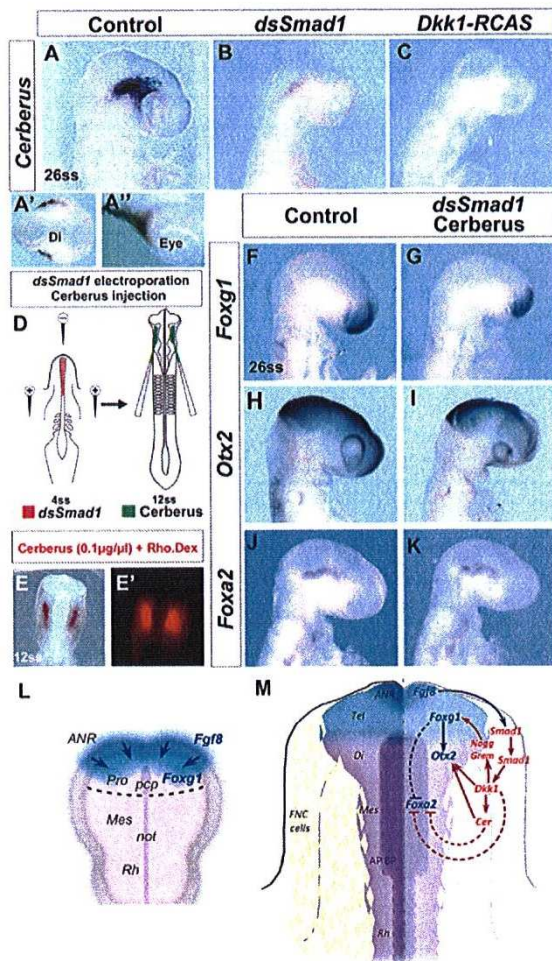 Control
dsSmad1
Dkk1-RCAS
Cerberus
A
B
C
26ss
A'
Di
A''
Eye
dsSmad1 electroporation
Cerberus injection
D
4ss
dsSmad1
12ss
Cerberus
Cerberus (0.1µg/µl) + Rho.Dex
E
12ss
E'
Control
dsSmad1
Cerberus
Foxg1
F
26ss
G
Otx2
H
I
Foxa2
J
K
L
ANR
Fgf8
Pro
pcp
Foxg1
Mes
not
Rh
M
ANR
Fgf8
Tel
Foxg1
Smad1
Nogg
Grem
Smad1
Di
Otx2
Dkk1
Foxa2
Cer
FNC
cells
Mes
AP
BP
Rh